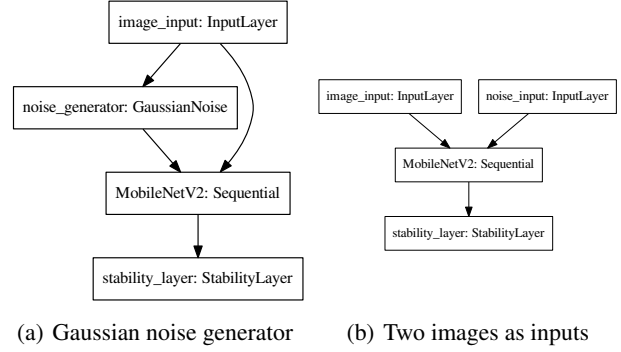 image_input: InputLayer
noise_generator: GaussianNoise
MobileNetV2: Sequential
stability_layer: StabilityLayer
(a) Gaussian noise generator
image_input: InputLayer
noise_input: InputLayer
MobileNetV2: Sequential
stability_layer: StabilityLayer
(b) Two images as inputs